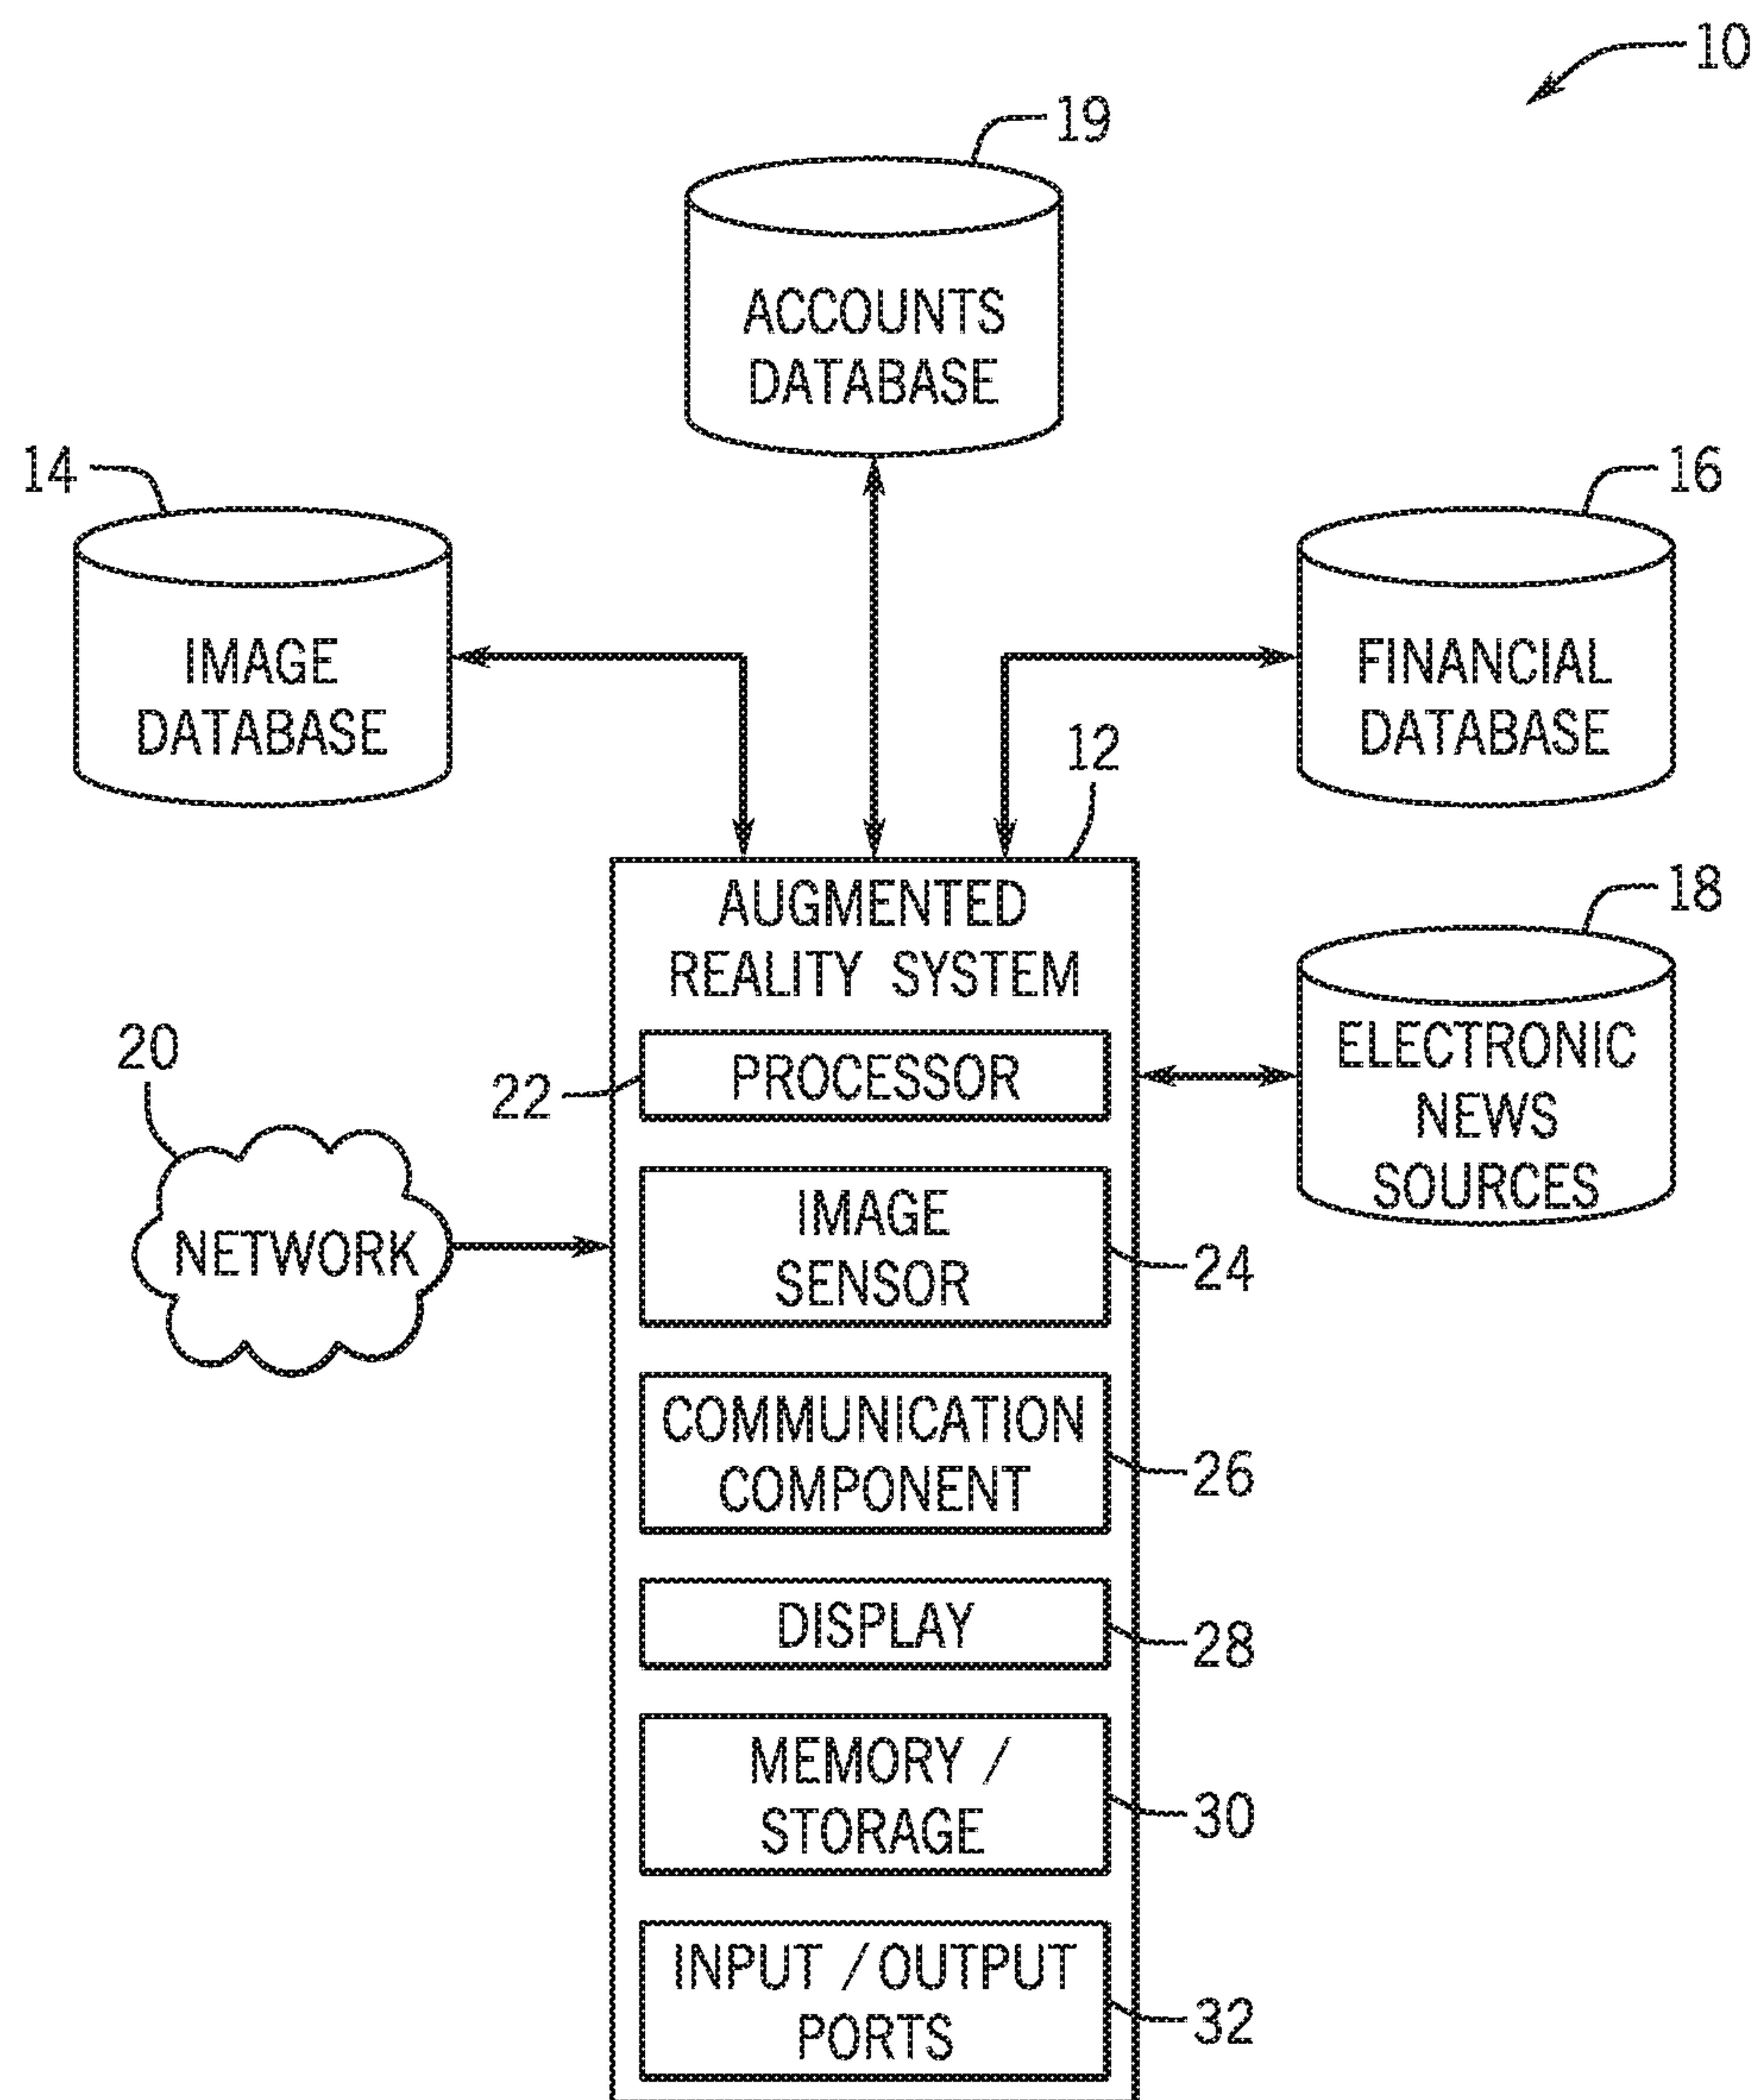 10
19
ACCOUNTS
DATABASE
14
IMAGE
DATABASE
16
FINANCIAL
DATABASE
12
AUGMENTED
REALITY SYSTEM
18
ELECTRONIC
NEWS
SOURCES
20
NETWORK
22
PROCESSOR
IMAGE
SENSOR
24
COMMUNICATION
COMPONENT
26
DISPLAY
28
MEMORY /
STORAGE
30
INPUT / OUTPUT
PORTS
32